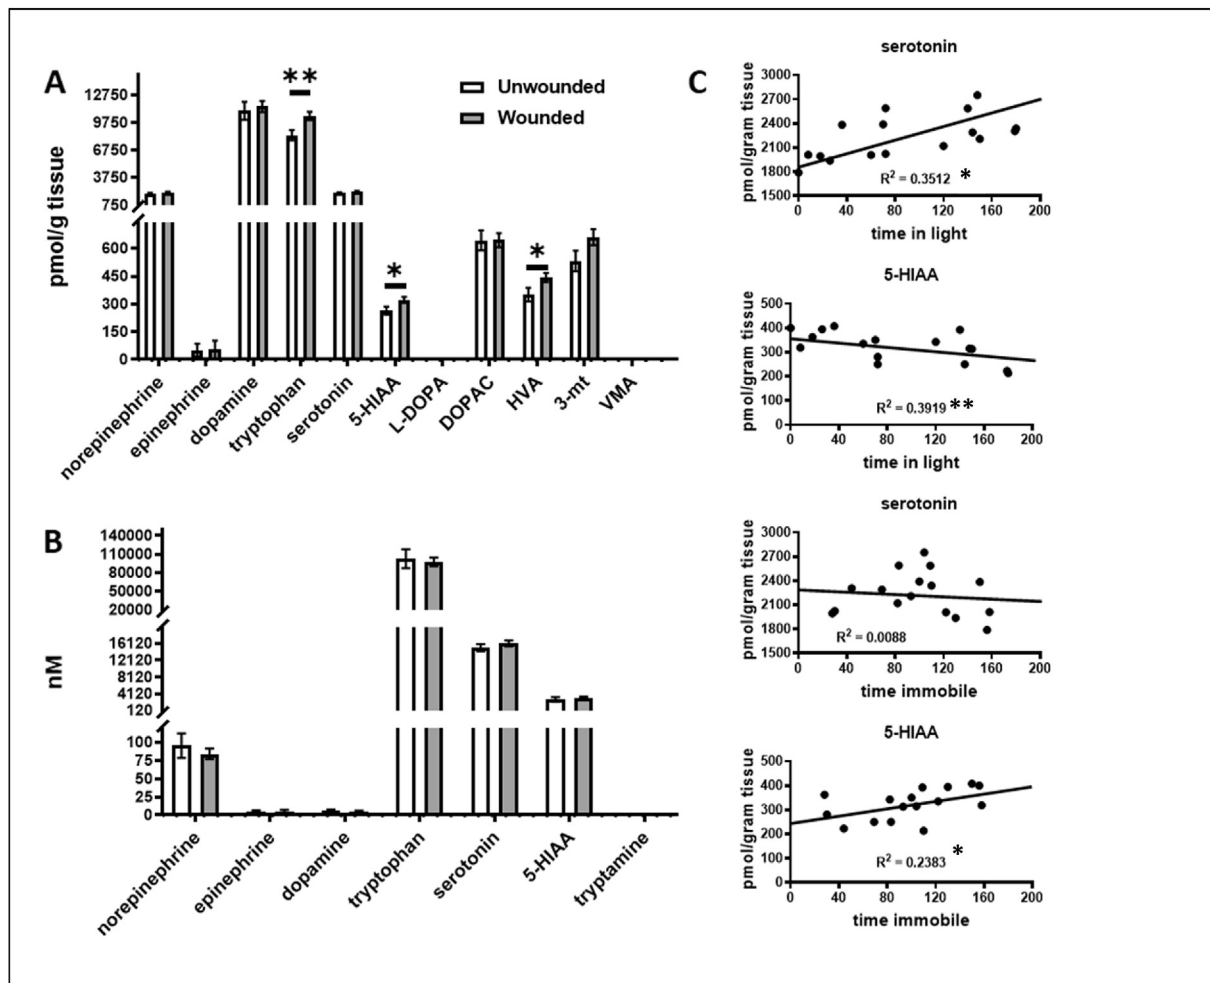 A
pmol/g tissue
12750
9750
6750
3750
750
600
450
300
150
0
**
*
*
Unwounded
Wounded
norepinephrine
epinephrine
dopamine
tryptophan
serotonin
5-HIAA
L-DOPA
DOPAC
HVA
3-mt
VMA
B
nM
140000
110000
80000
50000
20000
16120
12120
8120
4120
120
100
75
50
25
0
norepinephrine
epinephrine
dopamine
tryptophan
serotonin
5-HIAA
tryptamine
C
serotonin
pmol/gram tissue
3000
2700
2400
2100
1800
1500
R² = 0.3512 *
0 40 80 120 160 200
time in light
5-HIAA
pmol/gram tissue
500
400
300
200
100
0
R² = 0.3919 **
0 40 80 120 160 200
time in light
serotonin
pmol/gram tissue
3000
2700
2400
2100
1800
1500
R² = 0.0088
0 40 80 120 160 200
time immobile
5-HIAA
pmol/gram tissue
500
400
300
200
100
0
R² = 0.2383 *
0 40 80 120 160 200
time immobile